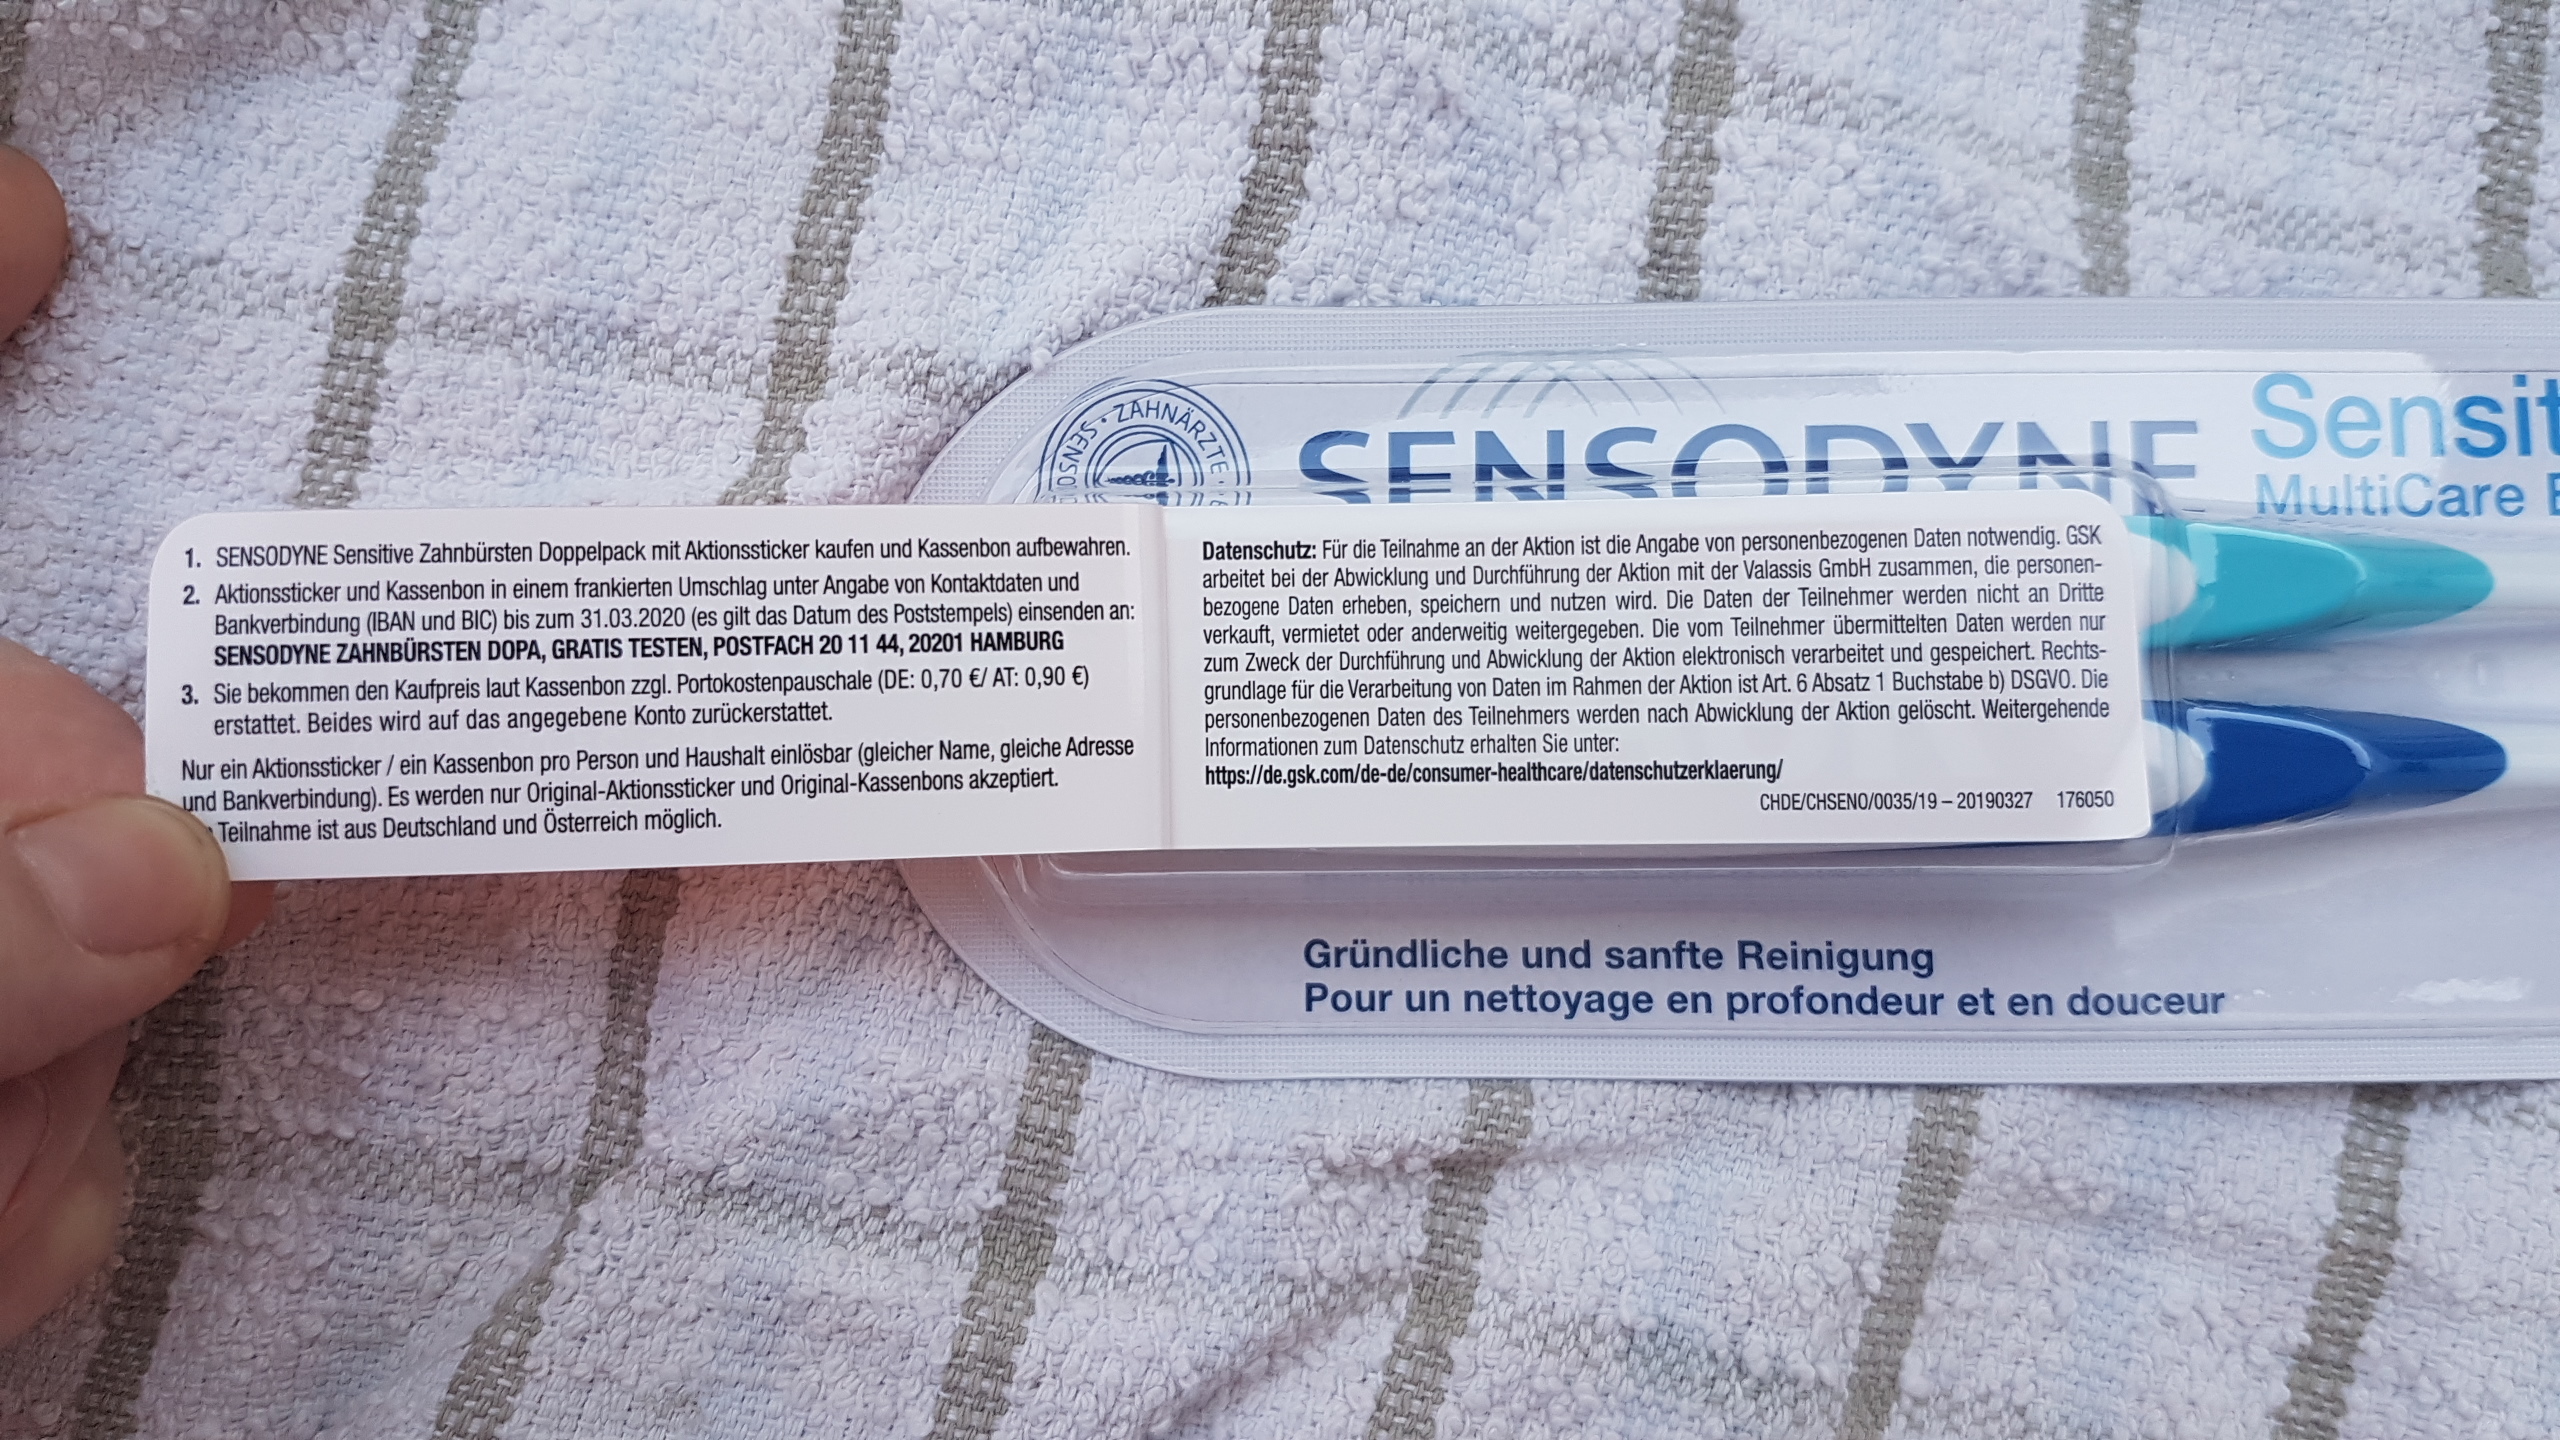 SENSODYNE
Sensit
MultiCare
ZAHNÄRZTE
1. SENSODYNE Sensitive Zahnbürsten Doppelpack mit Aktionssticker kaufen und Kassenbon aufbewahren.
2. Aktionssticker und Kassenbon in einem frankierten Umschlag unter Angabe von Kontaktdaten und
Bankverbindung (IBAN und BIC) bis zum 31.03.2020 (es gilt das Datum des Poststempels) einsenden an:
SENSODYNE ZAHNBÜRSTEN DOPA, GRATIS TESTEN, POSTFACH 20 11 44, 20201 HAMBURG
3. Sie bekommen den Kaufpreis laut Kassenbon zzgl. Portokostenpauschale (DE: 0,70 €/ AT: 0,90 €)
erstattet. Beides wird auf das angegebene Konto zurückerstattet.
Nur ein Aktionssticker / ein Kassenbon pro Person und Haushalt einlösbar (gleicher Name, gleiche Adresse
und Bankverbindung). Es werden nur Original-Aktionssticker und Original-Kassenbons akzeptiert.
Teilnahme ist aus Deutschland und Österreich möglich.
Datenschutz: Für die Teilnahme an der Aktion ist die Angabe von personenbezogenen Daten notwendig. GSK
arbeitet bei der Abwicklung und Durchführung der Aktion mit der Valassis GmbH zusammen, die personen-
bezogene Daten erheben, speichern und nutzen wird. Die Daten der Teilnehmer werden nicht an Dritte
verkauft, vermietet oder anderweitig weitergegeben. Die vom Teilnehmer übermittelten Daten werden nur
zum Zweck der Durchführung und Abwicklung der Aktion elektronisch verarbeitet und gespeichert. Rechts-
grundlage für die Verarbeitung von Daten im Rahmen der Aktion ist Art. 6 Absatz 1 Buchstabe b) DSGVO. Die
personenbezogenen Daten des Teilnehmers werden nach Abwicklung der Aktion gelöscht. Weitergehende
Informationen zum Datenschutz erhalten Sie unter:
https://de.gsk.com/de-de/consumer-healthcare/datenschutzerklaerung/
CHDE/CHSENO/0035/19 – 20190327 176050
Gründliche und sanfte Reinigung
Pour un nettoyage en profondeur et en douceur